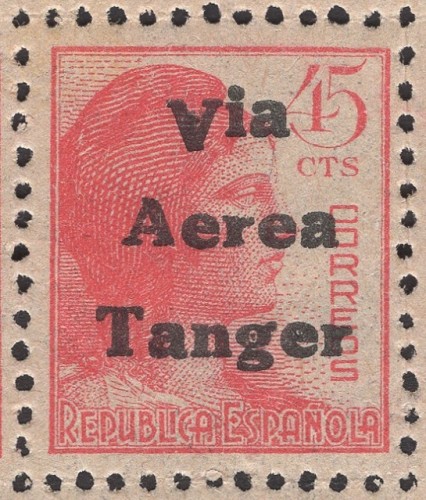 Via
Aerea
Tanger
45
CTS
CORREOS
REPUBLICA ESPAÑOLA